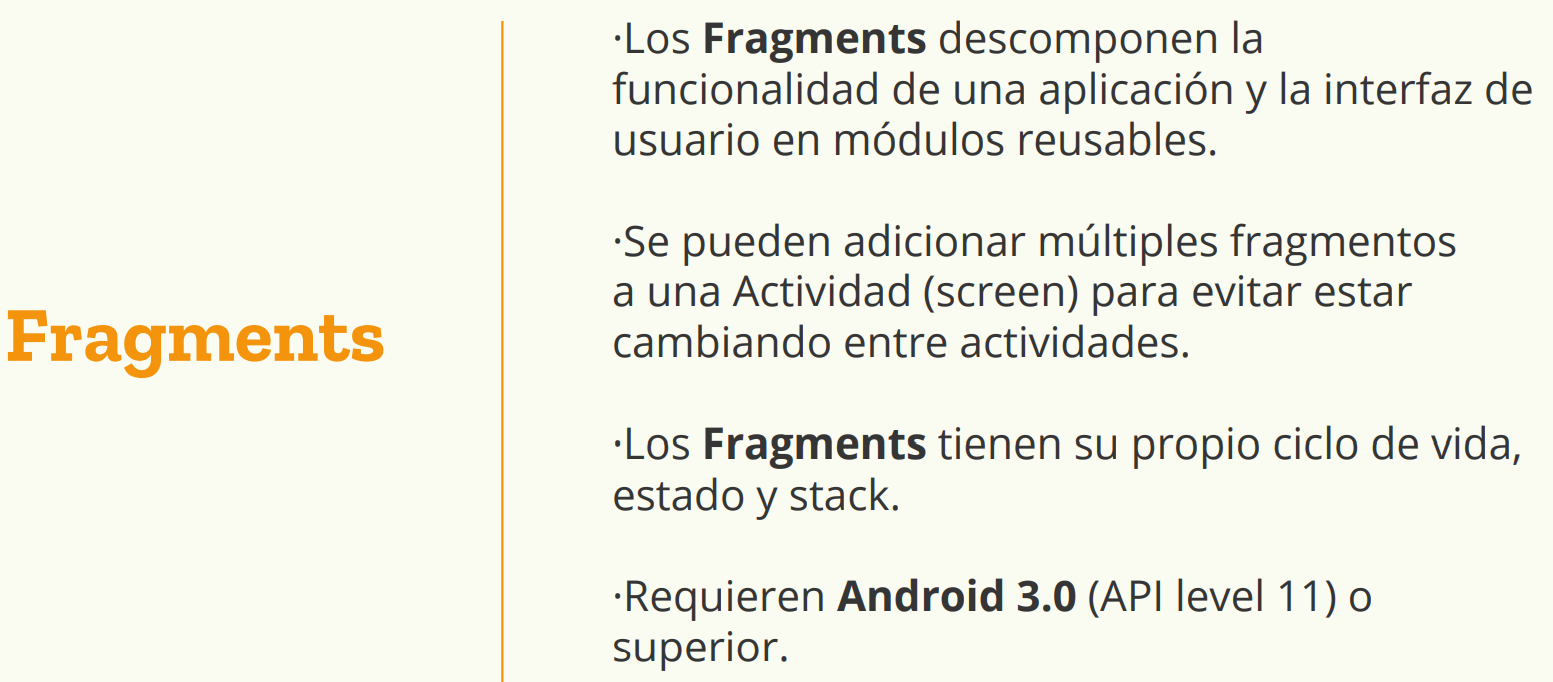 Fragments
·Los Fragments descomponen la
funcionalidad de una aplicación y la interfaz de
usuario en módulos reusables.
·Se pueden adicionar múltiples fragmentos
a una Actividad (screen) para evitar estar
cambiando entre actividades.
·Los Fragments tienen su propio ciclo de vida,
estado y stack.
·Requieren Android 3.0 (API level 11) o
superior.